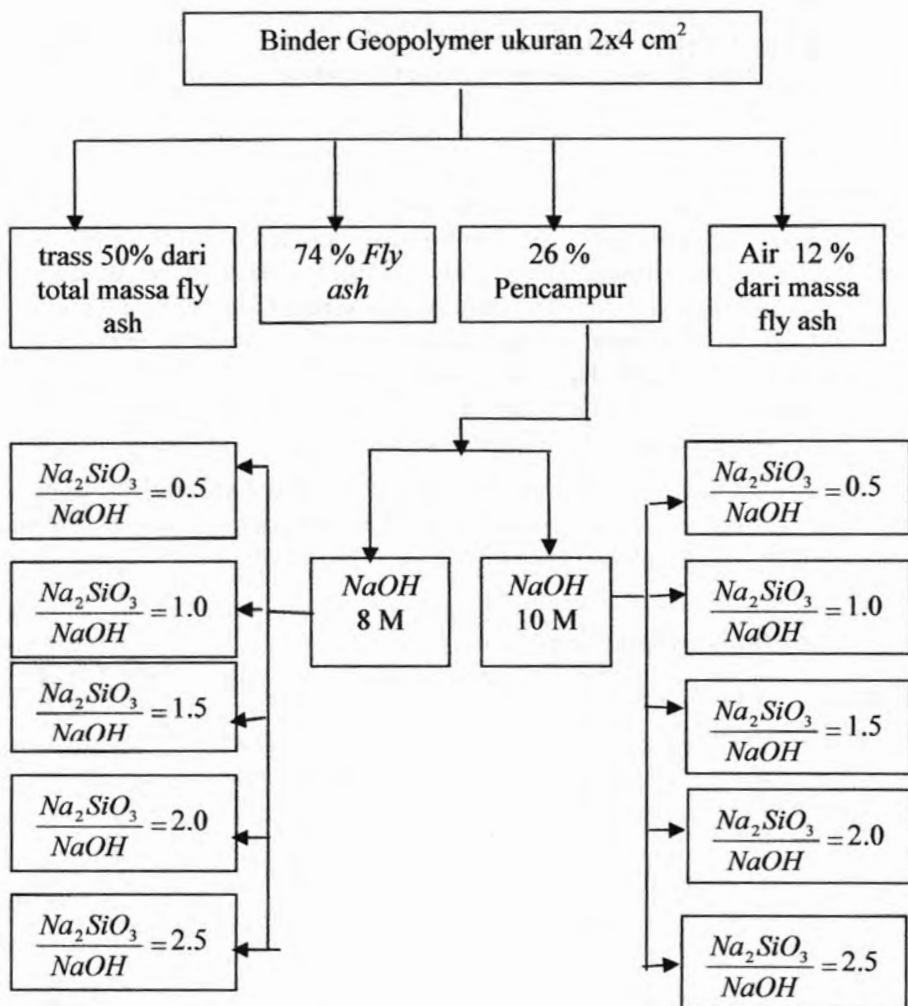 Binder Geopolymer ukuran 2x4 cm²
trass 50% dari
total massa fly
ash
74 % Fly
ash
26 %
Pencampur
Air 12 %
dari massa
fly ash
Na₂SiO₃/NaOH = 0.5
Na₂SiO₃/NaOH = 1.0
Na₂SiO₃/NaOH = 1.5
Na₂SiO₃/NaOH = 2.0
Na₂SiO₃/NaOH = 2.5
NaOH
8 M
NaOH
10 M
Na₂SiO₃/NaOH = 0.5
Na₂SiO₃/NaOH = 1.0
Na₂SiO₃/NaOH = 1.5
Na₂SiO₃/NaOH = 2.0
Na₂SiO₃/NaOH = 2.5